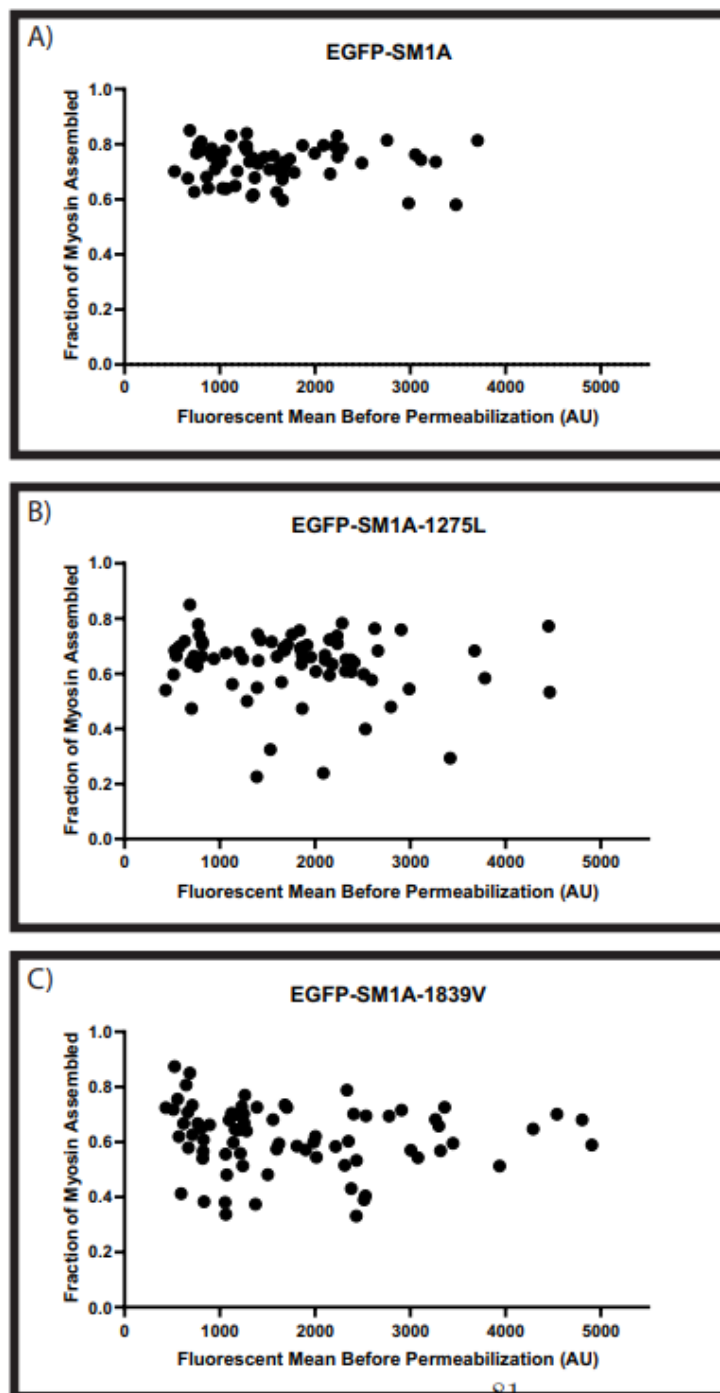 A)
EGFP-SM1A
Fraction of Myosin Assembled
1.0
0.8
0.6
0.4
0.2
0.0
0 1000 2000 3000 4000 5000
Fluorescent Mean Before Permeabilization (AU)
B)
EGFP-SM1A-1275L
Fraction of Myosin Assembled
1.0
0.8
0.6
0.4
0.2
0.0
0 1000 2000 3000 4000 5000
Fluorescent Mean Before Permeabilization (AU)
C)
EGFP-SM1A-1839V
Fraction of Myosin Assembled
1.0
0.8
0.6
0.4
0.2
0.0
0 1000 2000 3000 4000 5000
Fluorescent Mean Before Permeabilization (AU)